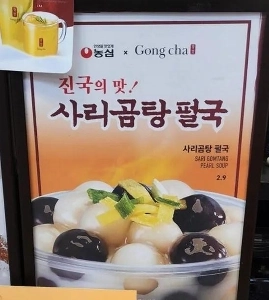 농심 × Gong cha
진국의 맛!
사리곰탕 펄국
사리곰탕 펄국
SARI GOMTANG
PEARL SOUP
2.9